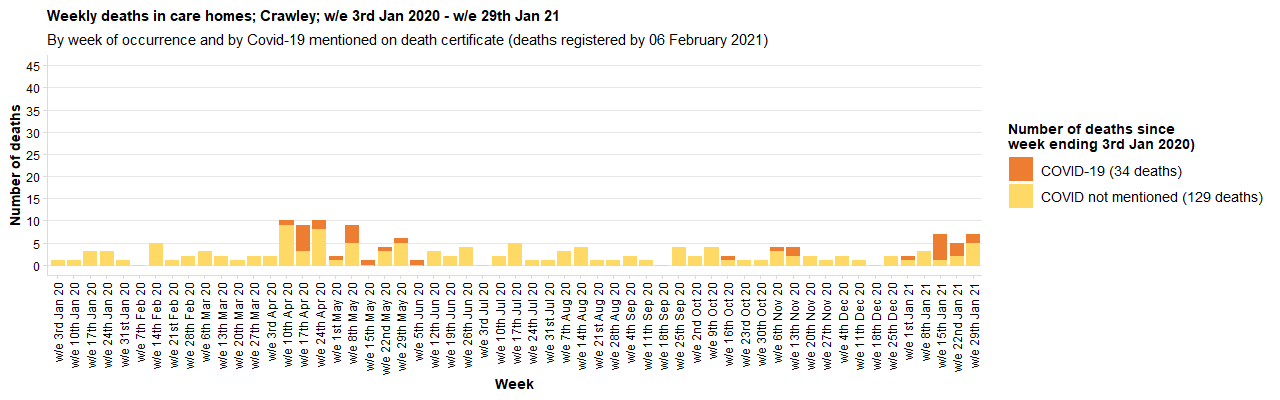 Weekly deaths in care homes; Crawley; w/e 3rd Jan 2020 - w/e 29th Jan 21
By week of occurrence and by Covid-19 mentioned on death certificate (deaths registered by 06 February 2021)
Number of deaths
45
40
35
30
25
20
15
10
5
0
w/e 3rd Jan 20
w/e 10th Jan 20
w/e 17th Jan 20
w/e 24th Jan 20
w/e 31st Jan 20
w/e 7th Feb 20
w/e 14th Feb 20
w/e 21st Feb 20
w/e 28th Feb 20
w/e 6th Mar 20
w/e 13th Mar 20
w/e 20th Mar 20
w/e 27th Mar 20
w/e 3rd Apr 20
w/e 10th Apr 20
w/e 17th Apr 20
w/e 24th Apr 20
w/e 1st May 20
w/e 8th May 20
w/e 15th May 20
w/e 22nd May 20
w/e 29th May 20
w/e 5th Jun 20
w/e 12th Jun 20
w/e 19th Jun 20
w/e 26th Jun 20
w/e 3rd Jul 20
w/e 10th Jul 20
w/e 17th Jul 20
w/e 24th Jul 20
w/e 31st Jul 20
w/e 7th Aug 20
w/e 14th Aug 20
w/e 21st Aug 20
w/e 28th Aug 20
w/e 4th Sep 20
w/e 11th Sep 20
w/e 18th Sep 20
w/e 25th Sep 20
w/e 2nd Oct 20
w/e 9th Oct 20
w/e 16th Oct 20
w/e 23rd Oct 20
w/e 30th Oct 20
w/e 6th Nov 20
w/e 13th Nov 20
w/e 20th Nov 20
w/e 27th Nov 20
w/e 4th Dec 20
w/e 11th Dec 20
w/e 18th Dec 20
w/e 25th Dec 20
w/e 1st Jan 21
w/e 8th Jan 21
w/e 15th Jan 21
w/e 22nd Jan 21
w/e 29th Jan 21
Week
Number of deaths since
week ending 3rd Jan 2020)
COVID-19 (34 deaths)
COVID not mentioned (129 deaths)